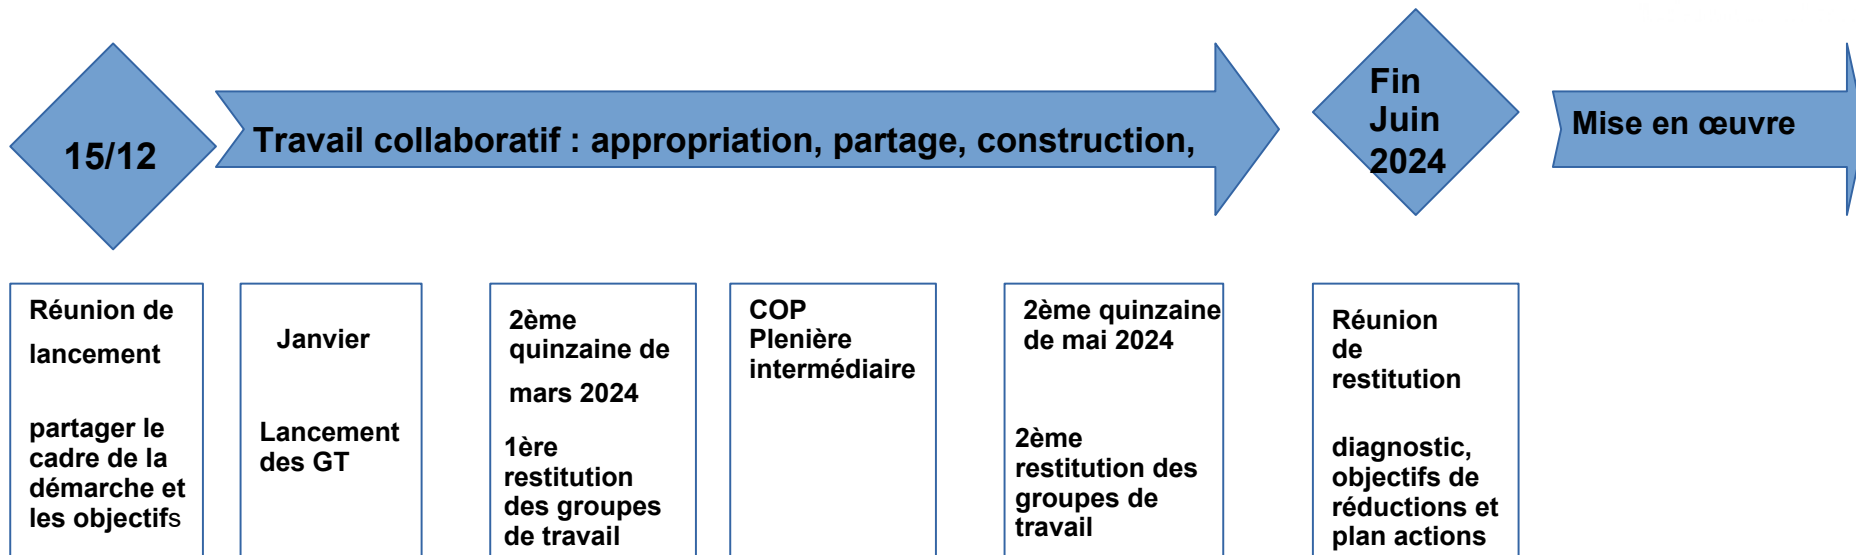 15/12
Travail collaboratif : appropriation, partage, construction,
Fin
Juin
2024
Mise en œuvre
Réunion de
lancement
partager le
cadre de la
démarche et
les objectifs
Janvier
Lancement
des GT
2ème
quinzaine de
mars 2024
1ère
restitution
des groupes
de travail
COP
Plenière
intermédiaire
2ème quinzaine
de mai 2024
2ème
restitution des
groupes de
travail
Réunion
de
restitution
diagnostic,
objectifs de
réductions et
plan actions